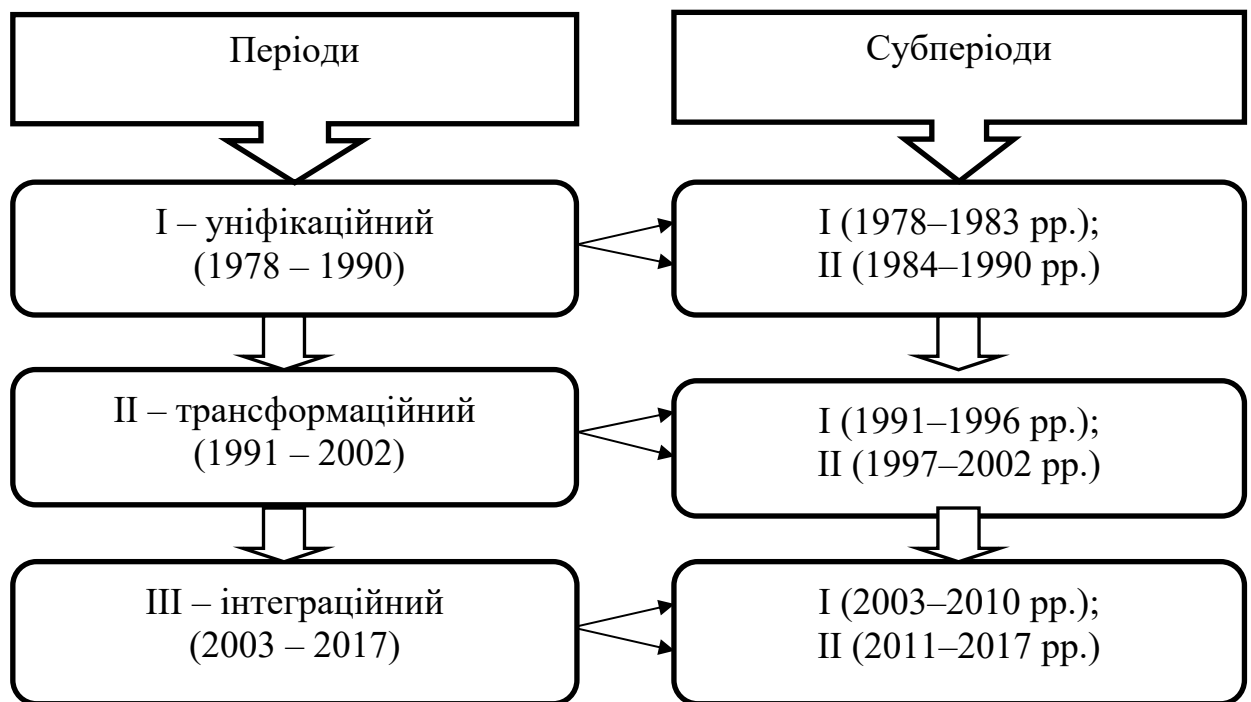 Періоди
Субперіоди
І – уніфікаційний
(1978 – 1990)
І (1978–1983 рр.);
ІІ (1984–1990 рр.)
ІІ – трансформаційний
(1991 – 2002)
І (1991–1996 рр.);
ІІ (1997–2002 рр.)
ІІІ – інтеграційний
(2003 – 2017)
І (2003–2010 рр.);
ІІ (2011–2017 рр.)